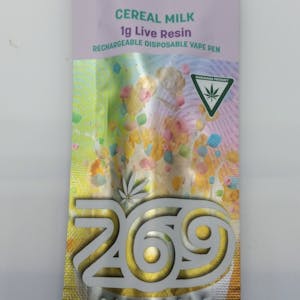 CEREAL MILK
1g Live Resin
RECHARGEABLE DISPOSABLE VAPE PEN
269